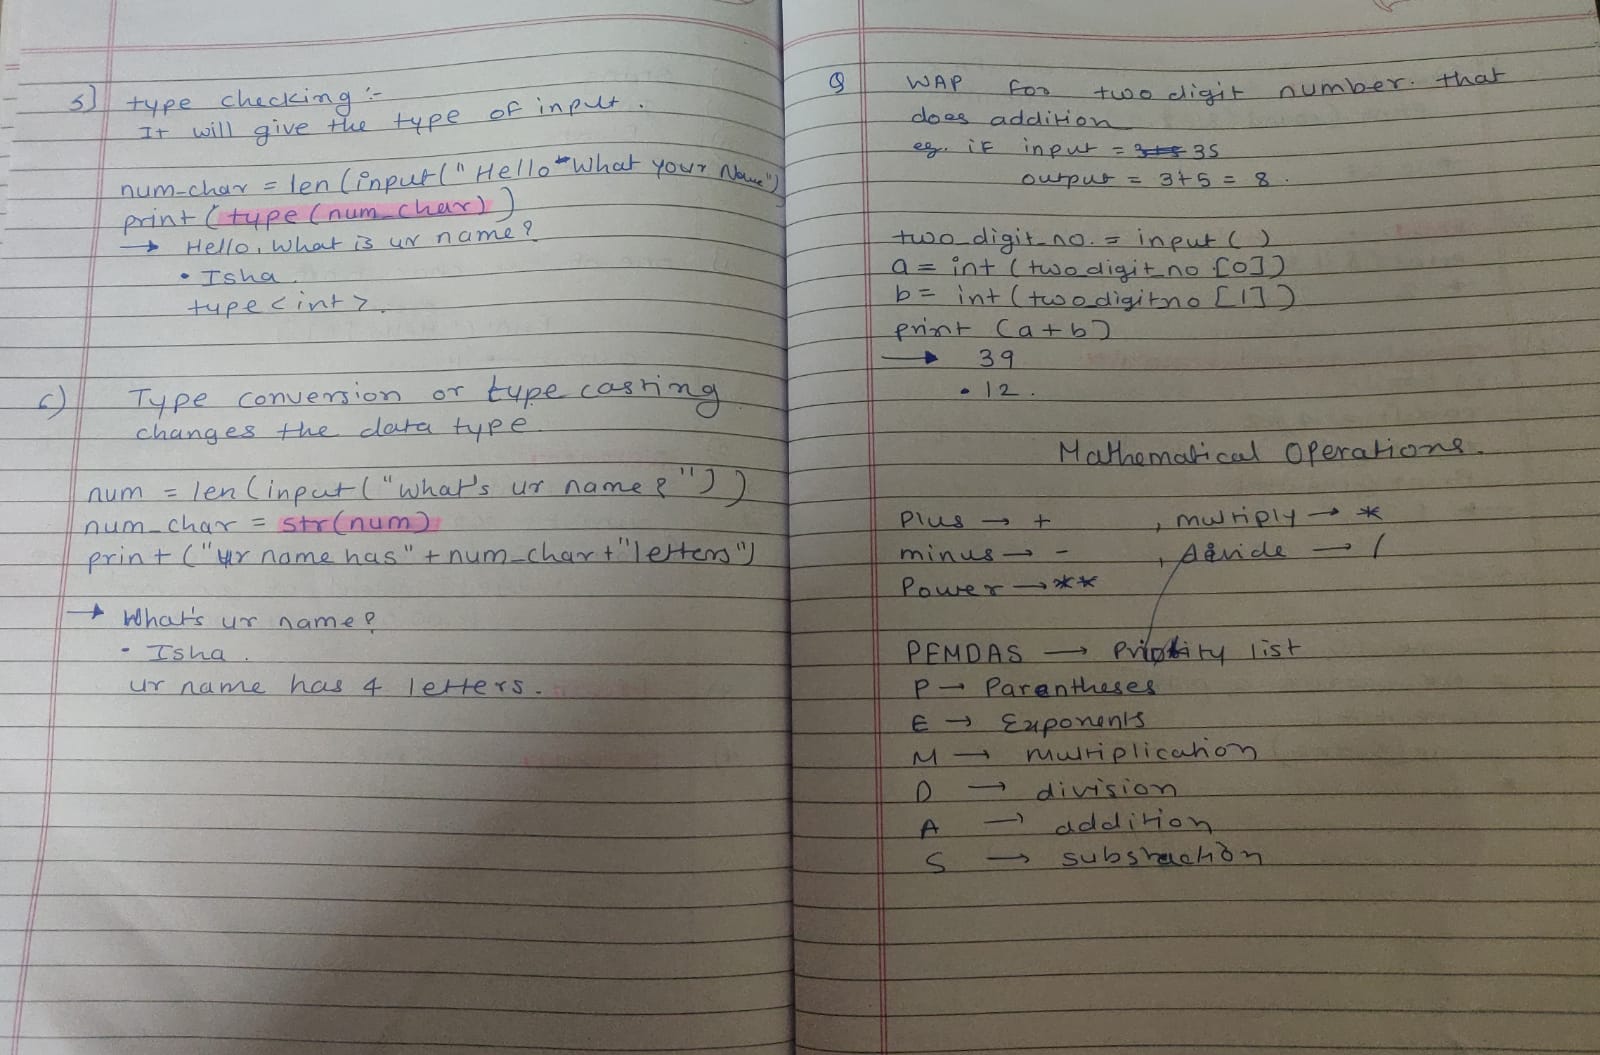 5] type checking :-
It will give the type of input.
num_char = len (input(" Hello What your Name")
print ( type (num_char) )
→ Hello, What is ur name?
• Isha.
type < int >.
c) Type conversion or type casting
changes the data type.
num = len (input ("what's ur name ? ") )
num_char = str(num)
print ("ur name has" + num_char + "letters")
→ What's ur name?
• Isha.
ur name has 4 letters.
Q WAP for two digit number. that
does addition
eg. if input = 3+5 35
output = 3+5 = 8.
two_digit_no. = input ( )
a = int (two digit_no [0])
b = int (two digit no [1] )
print (a + b)
→ 39
• 12.
Mathematical Operations.
Plus → + , multiply → *
minus → - , divide → /
Power → **
PEMDAS → Priority list
P → Parantheses
E → Exponents
M → multiplication
D → division
A → addition
S → substraction